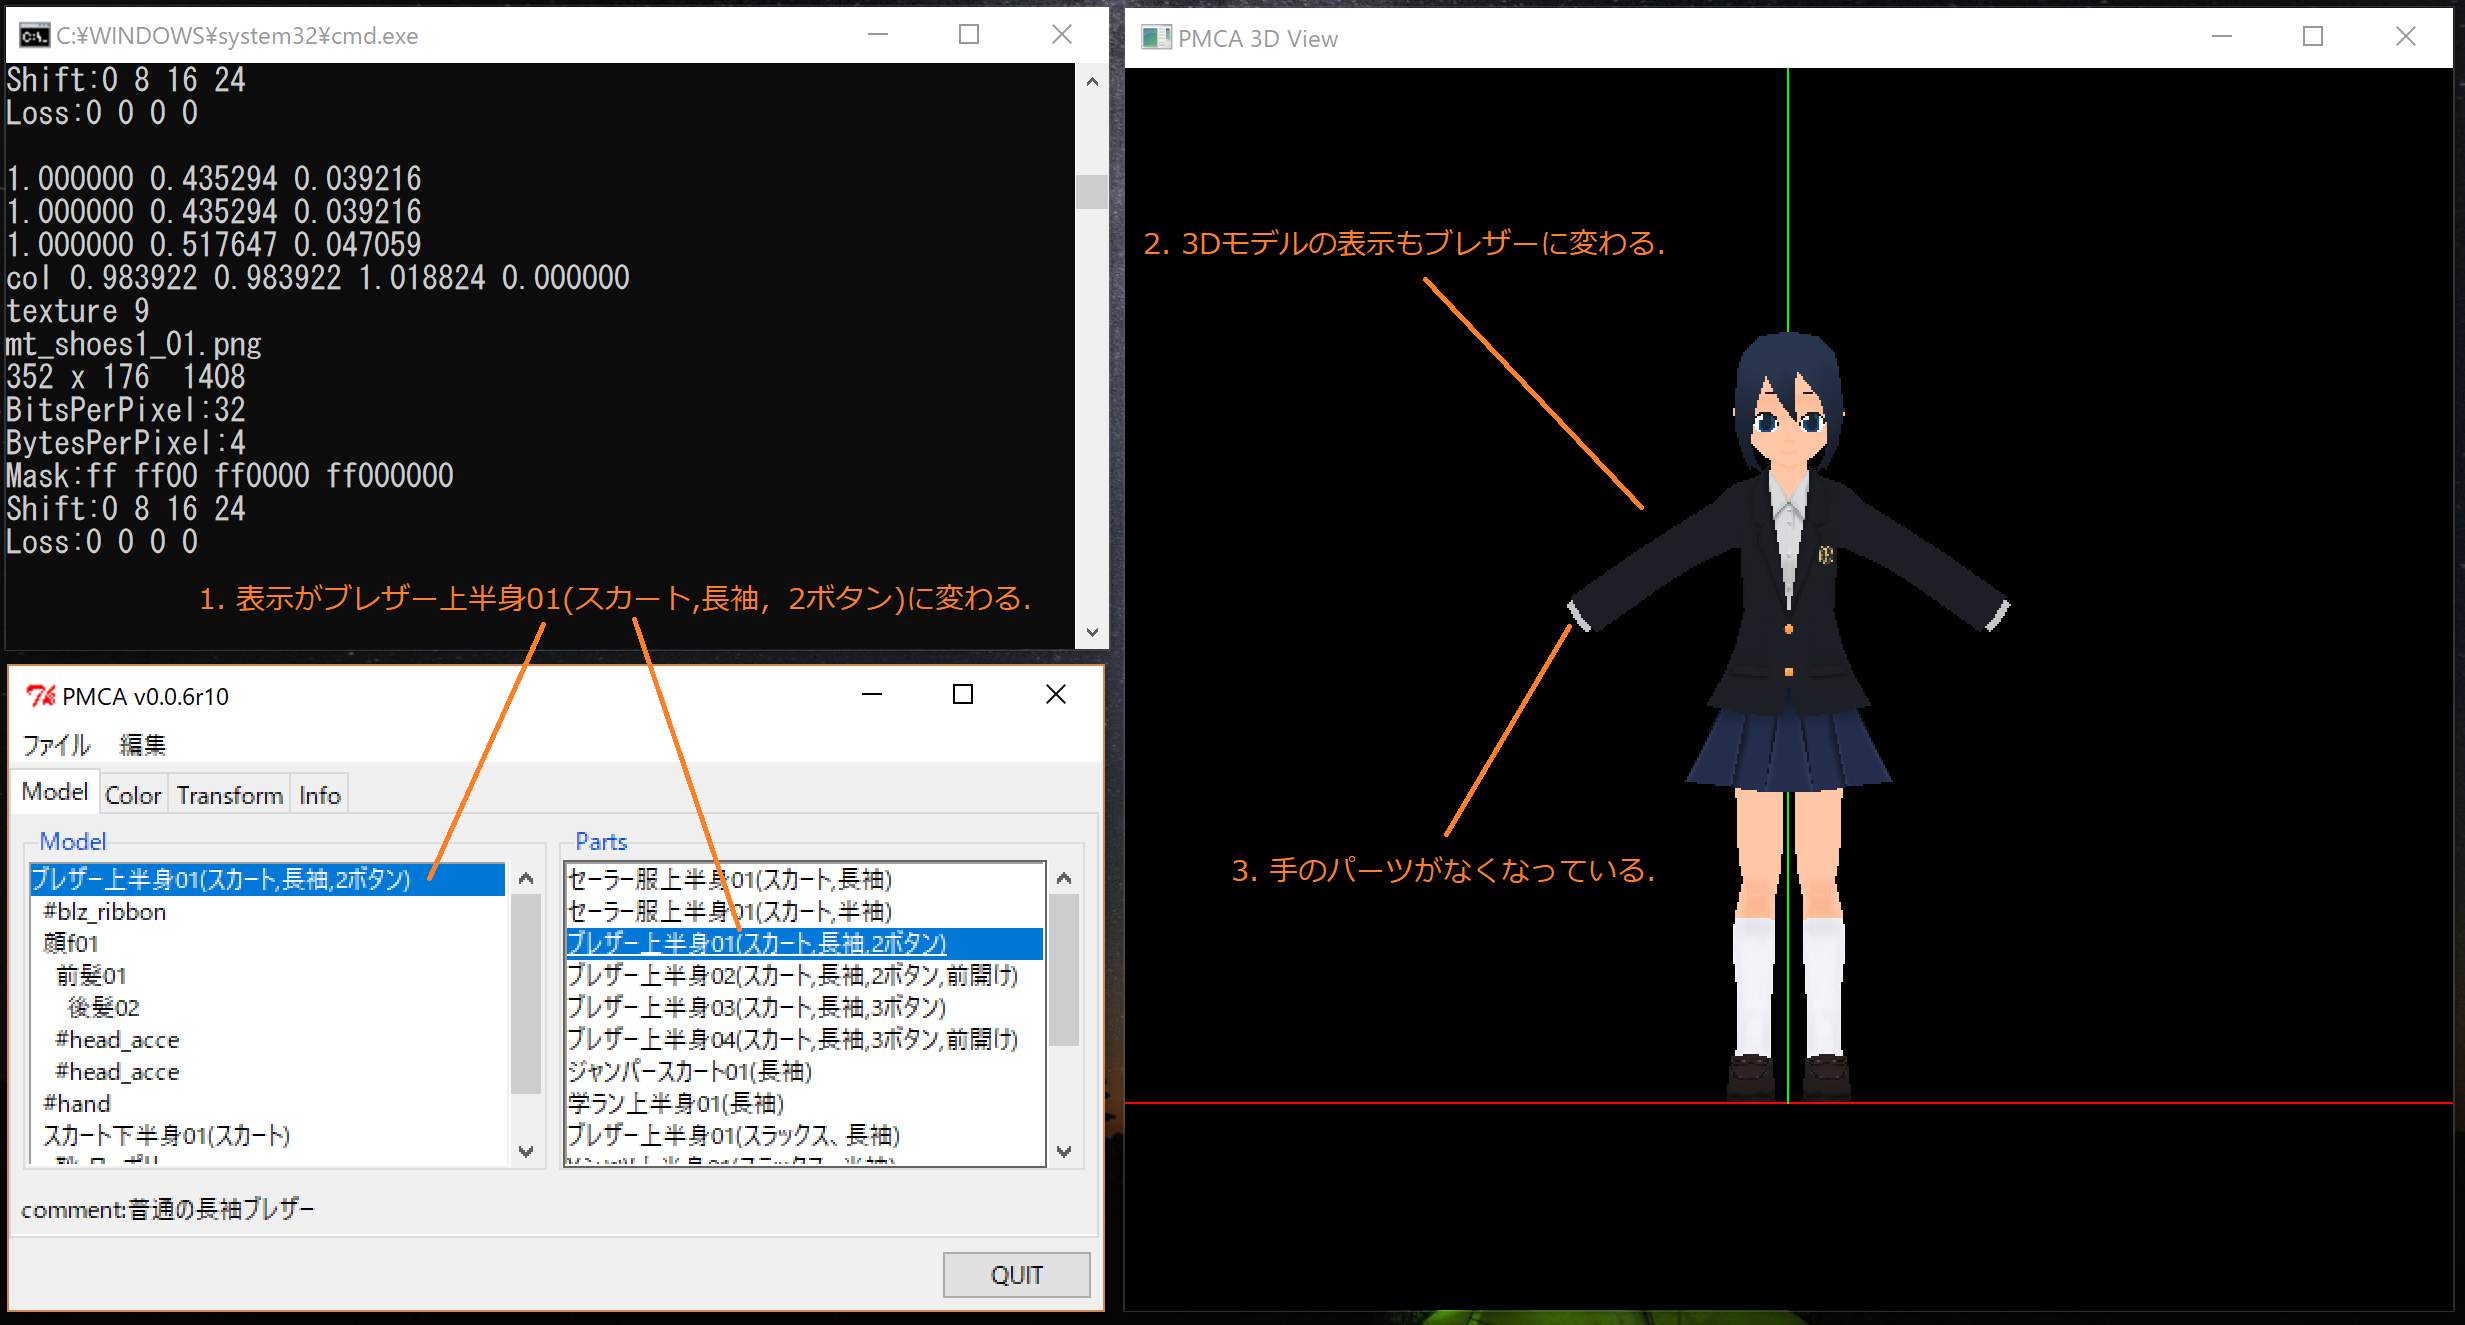 C:¥WINDOWS¥system32¥cmd.exe
Shift:0 8 16 24
Loss:0 0 0 0
1.000000 0.435294 0.039216
1.000000 0.435294 0.039216
1.000000 0.517647 0.047059
col 0.983922 0.983922 1.018824 0.000000
texture 9
mt_shoes1_01.png
352 x 176  1408
BitsPerPixel:32
BytesPerPixel:4
Mask:ff ff00 ff0000 ff000000
Shift:0 8 16 24
Loss:0 0 0 0
1. 表示がブレザー上半身01(スカート,長袖，2ボタン)に変わる.
PMCA v0.0.6r10
ファイル 編集
Model Color Transform Info
Model
ブレザー上半身01(スカート,長袖,2ボタン)
#blz_ribbon
顔f01
前髪01
後髪02
#head_acce
#head_acce
#hand
スカート下半身01(スカート)
Parts
セーラー服上半身01(スカート,長袖)
セーラー服上半身01(スカート,半袖)
ブレザー上半身01(スカート,長袖,2ボタン)
ブレザー上半身02(スカート,長袖,2ボタン,前開け)
ブレザー上半身03(スカート,長袖,3ボタン)
ブレザー上半身04(スカート,長袖,3ボタン,前開け)
ジャンパースカート01(長袖)
学ラン上半身01(長袖)
ブレザー上半身01(スラックス、長袖)
comment:普通の長袖ブレザー
QUIT
PMCA 3D View
2. 3Dモデルの表示もブレザーに変わる.
3. 手のパーツがなくなっている.